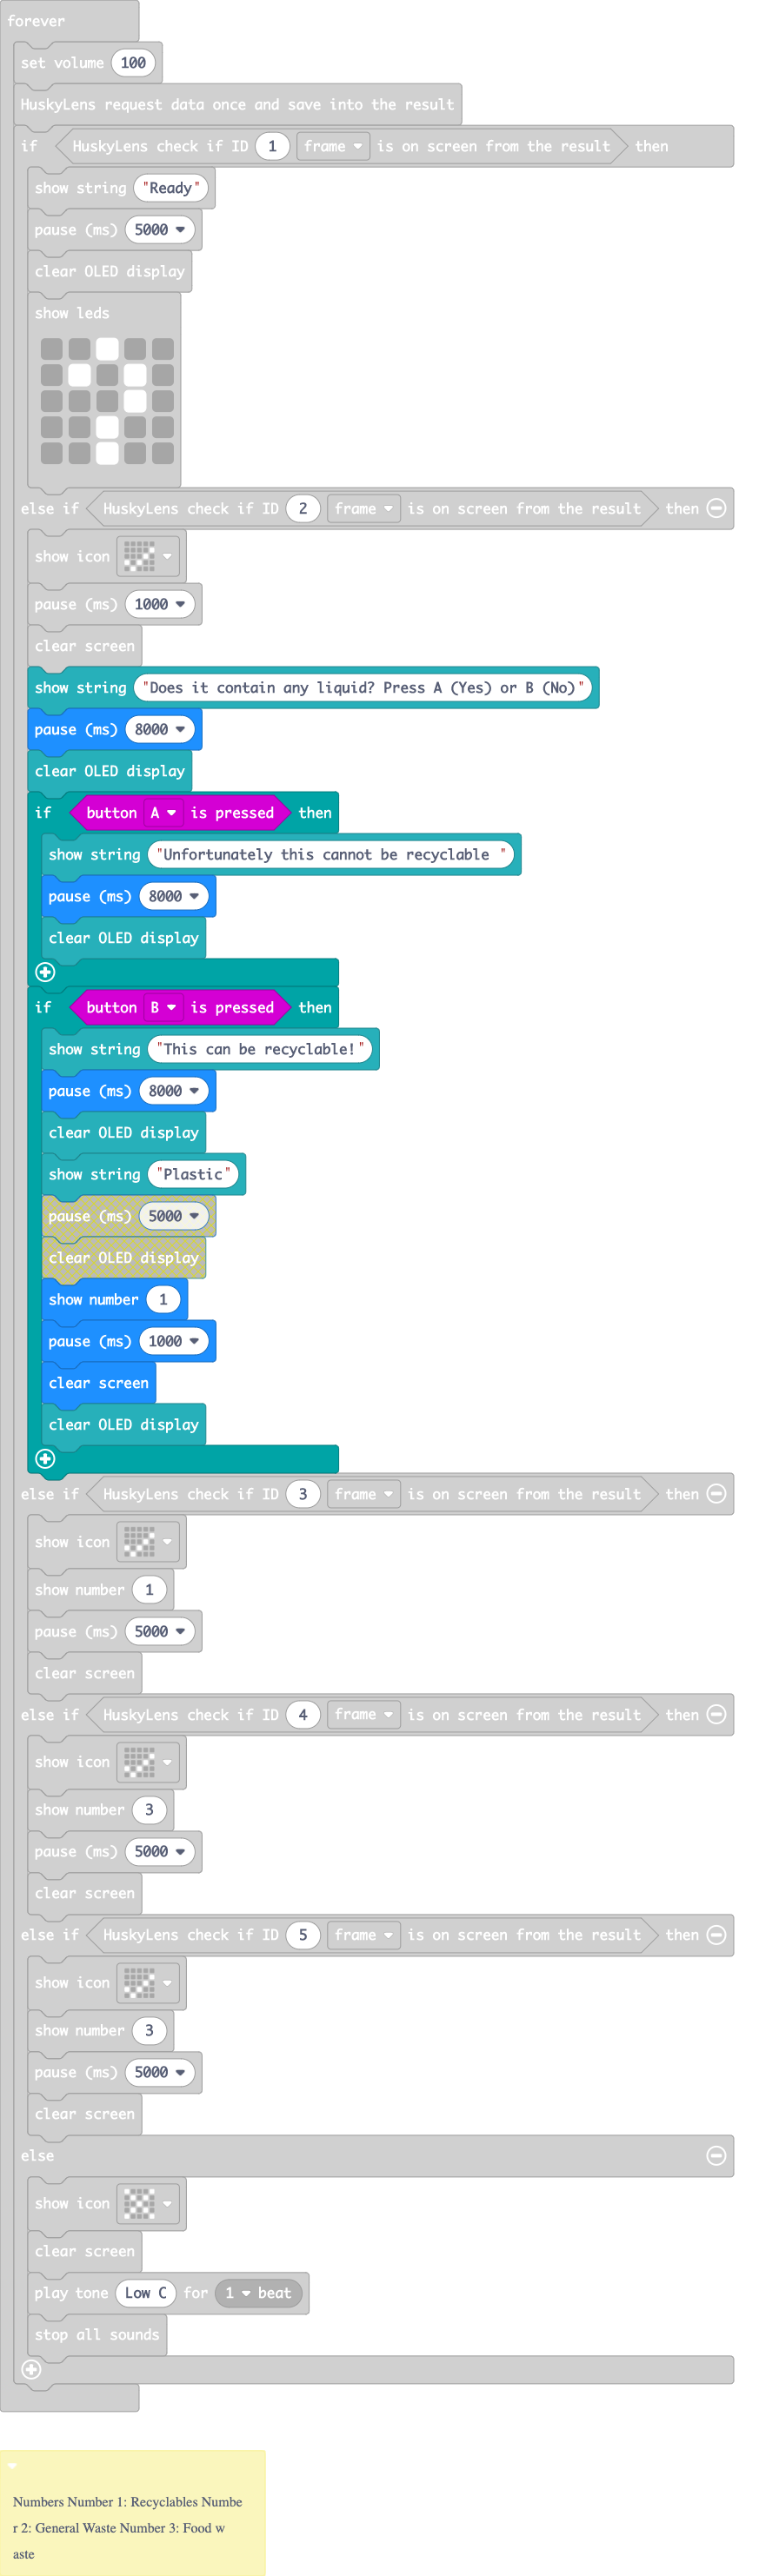 forever
set volume 100
HuskyLens request data once and save into the result
if HuskyLens check if ID 1 frame is on screen from the result then
show string "Ready"
pause (ms) 5000
clear OLED display
show leds
else if HuskyLens check if ID 2 frame is on screen from the result then
show icon
pause (ms) 1000
clear screen
show string "Does it contain any liquid? Press A (Yes) or B (No)"
pause (ms) 8000
clear OLED display
if button A is pressed then
show string "Unfortunately this cannot be recyclable "
pause (ms) 8000
clear OLED display
if button B is pressed then
show string "This can be recyclable!"
pause (ms) 8000
clear OLED display
show string "Plastic"
pause (ms) 5000
clear OLED display
show number 1
pause (ms) 1000
clear screen
clear OLED display
else if HuskyLens check if ID 3 frame is on screen from the result then
show icon
show number 1
pause (ms) 5000
clear screen
else if HuskyLens check if ID 4 frame is on screen from the result then
show icon
show number 3
pause (ms) 5000
clear screen
else if HuskyLens check if ID 5 frame is on screen from the result then
show icon
show number 3
pause (ms) 5000
clear screen
else
show icon
clear screen
play tone Low C for 1 beat
stop all sounds
Numbers Number 1: Recyclables Numbe
r 2: General Waste Number 3: Food w
aste